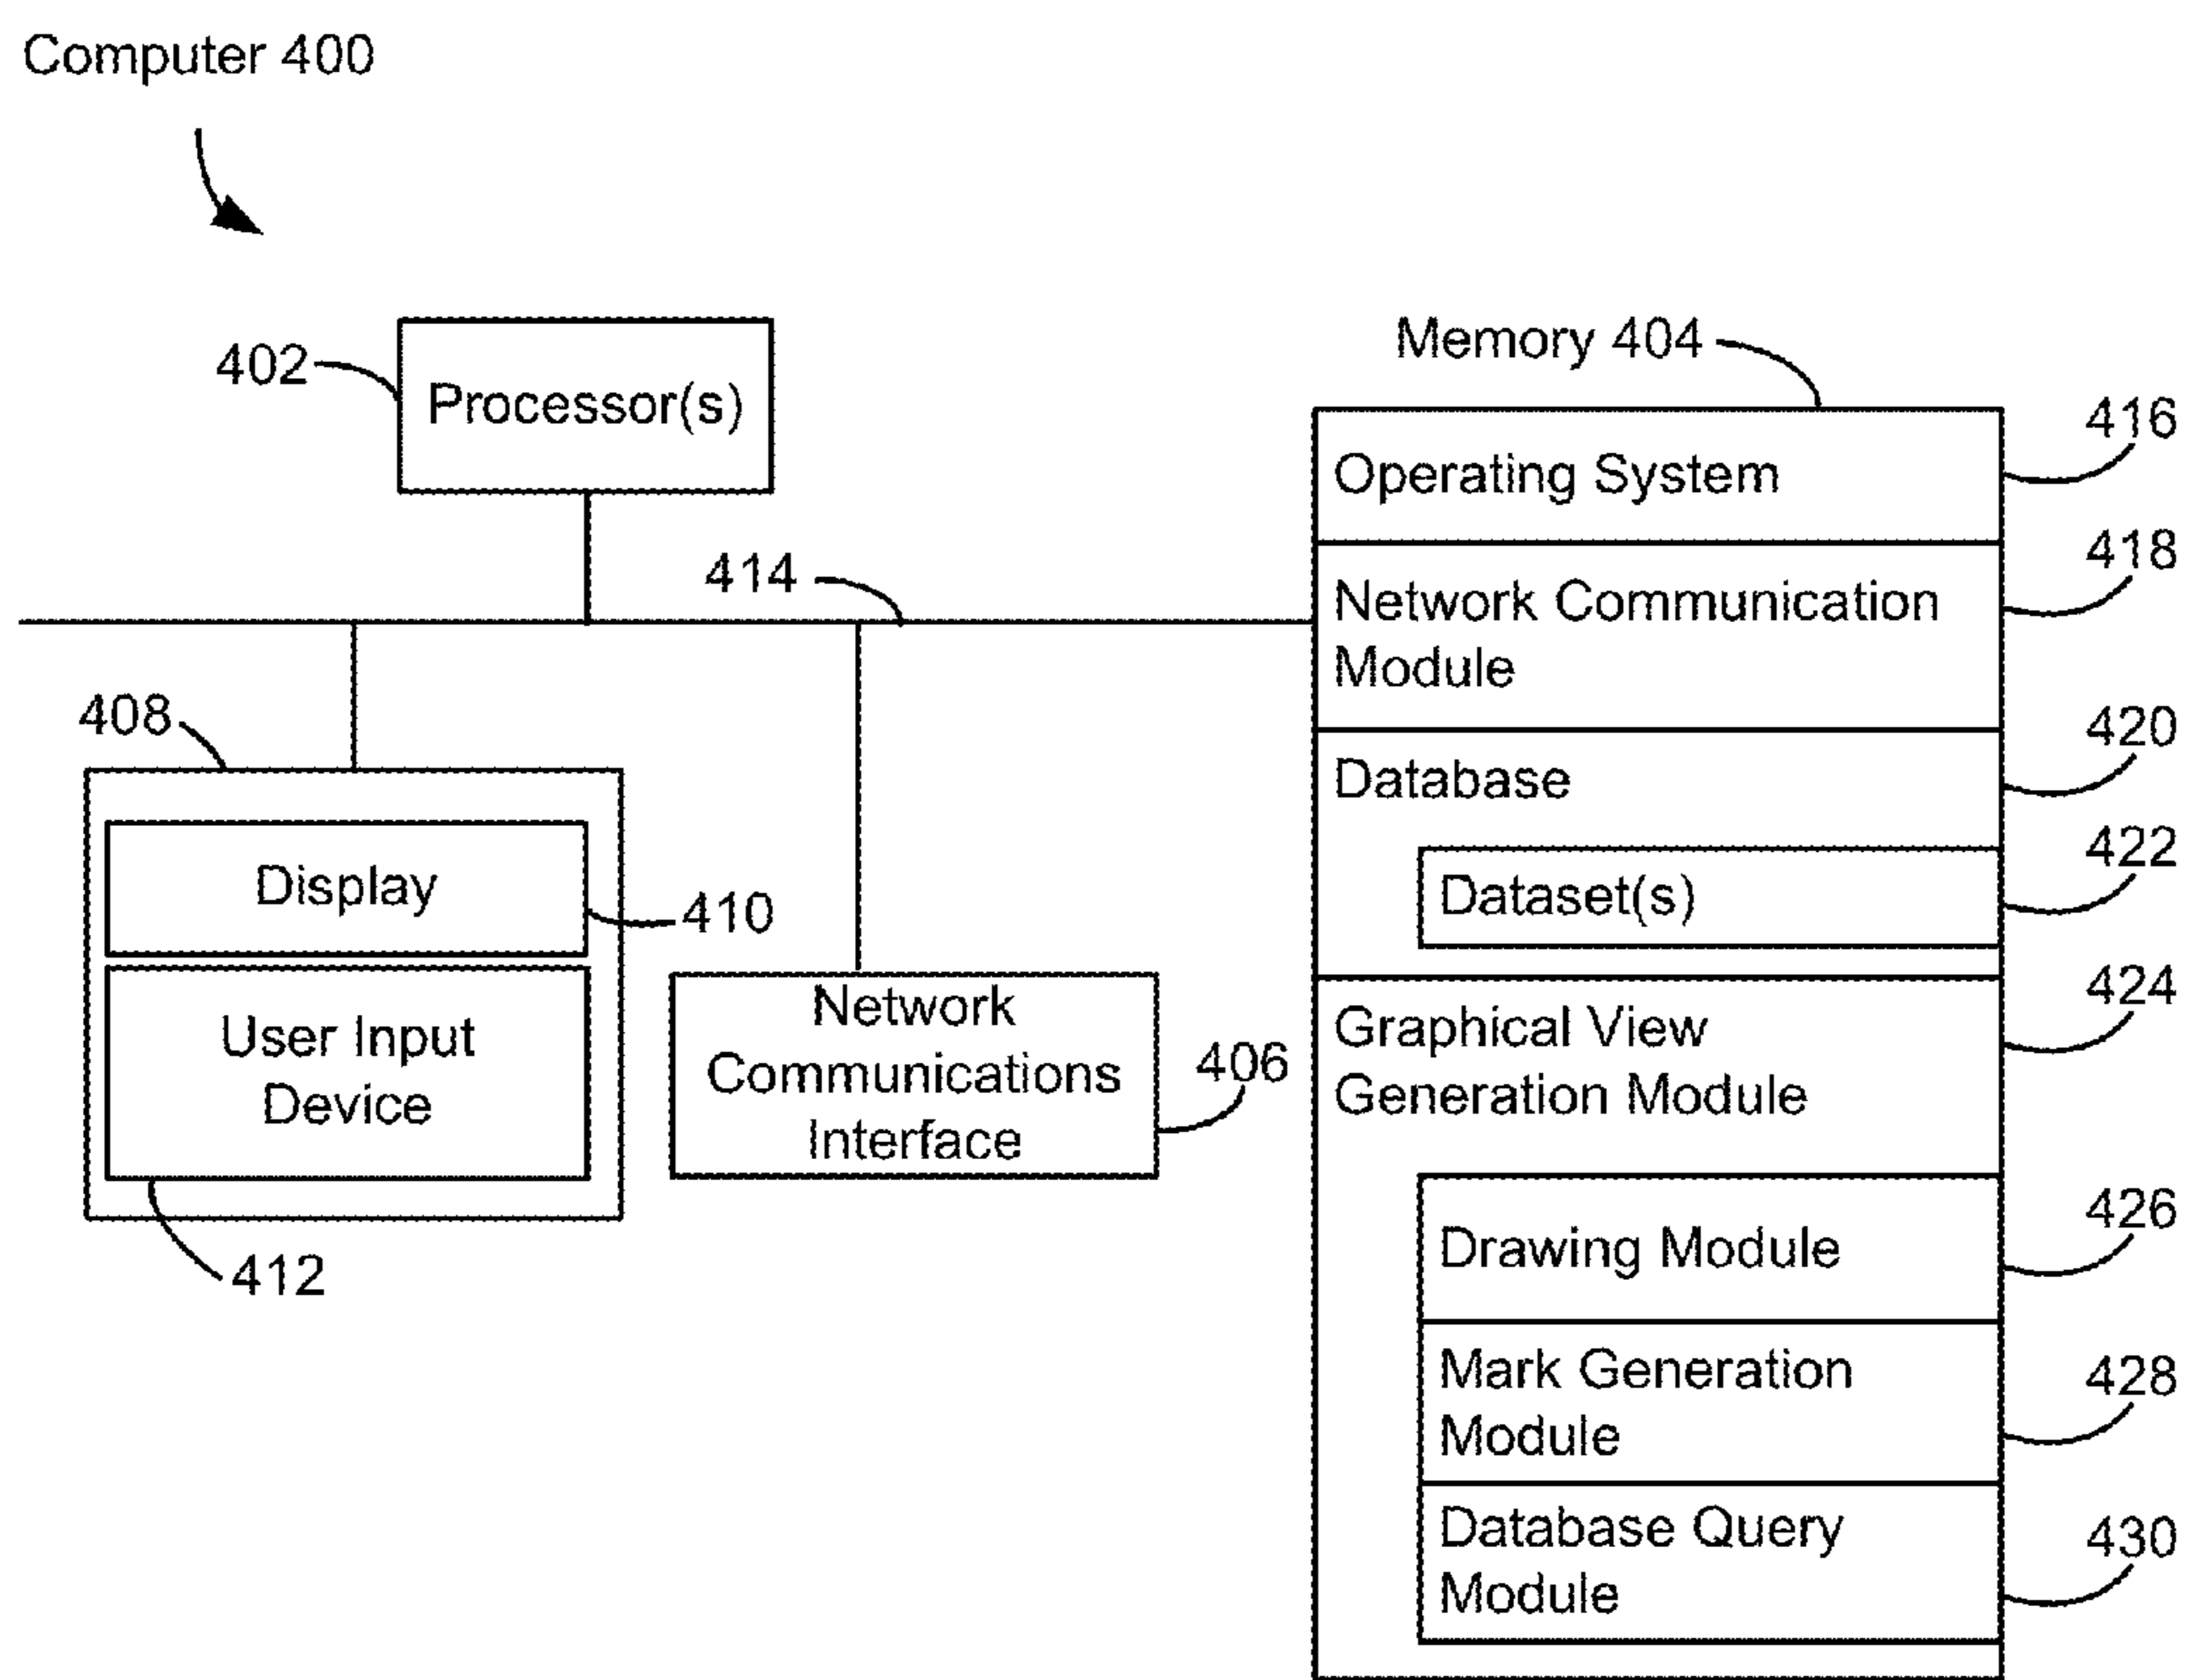 Computer 400
402
Processor(s)
414
408
Display
410
User Input
Device
412
Network
Communications
Interface
406
Memory 404
Operating System
416
Network Communication
Module
418
Database
420
Dataset(s)
422
Graphical View
Generation Module
424
Drawing Module
426
Mark Generation
Module
428
Database Query
Module
430